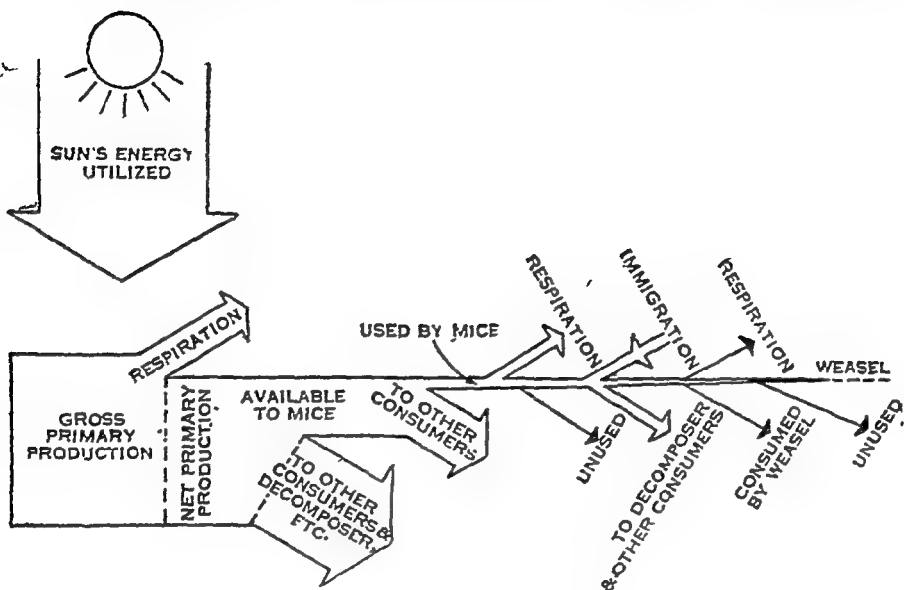 SUN'S ENERGY
UTILIZED
RESPIRATION
GROSS
PRIMARY
PRODUCTION
NET PRIMARY
PRODUCTION
AVAILABLE
TO MICE
TO OTHER
CONSUMERS &
DECOMPOSER,
FTC.
USED BY MICE
TO OTHER
CONSUMERS
RESPIRATION
UNUSED
IMMIGRATION
TO DECOMPOSER
& OTHER CONSUMERS
RESPIRATION
CONSUMED
BY WEASEL
WEASEL
UNUSED